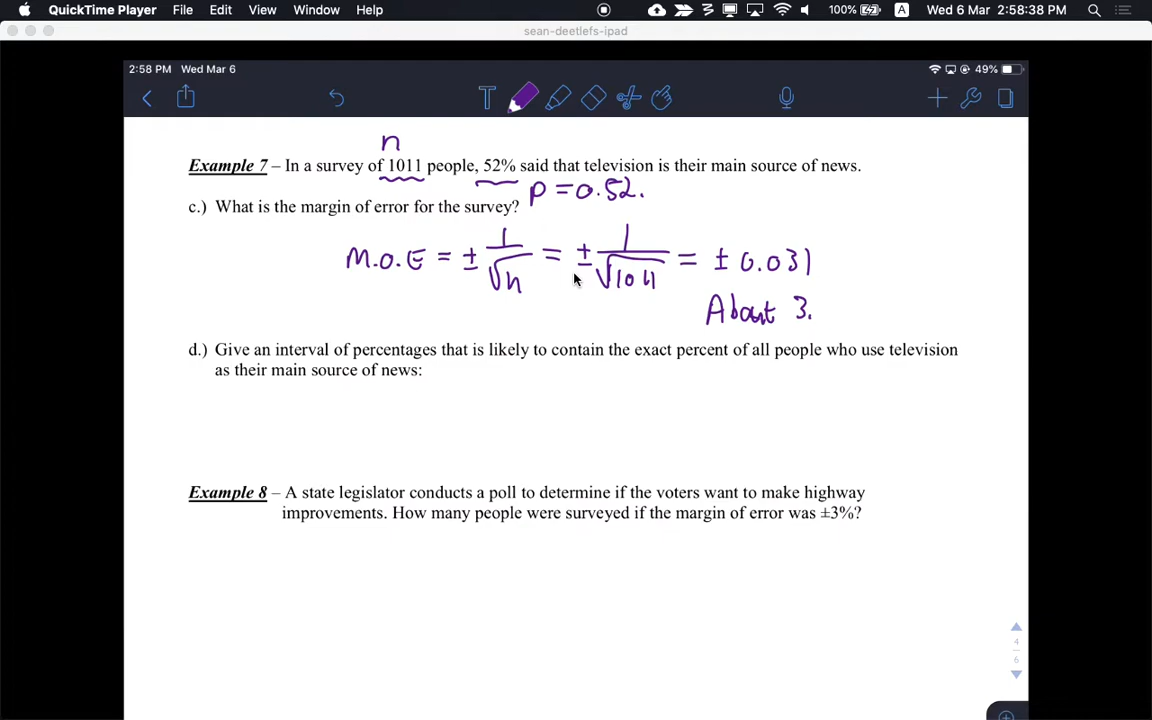 QuickTime Player File Edit View Window Help 100% A Wed 6 Mar 2:58:38 PM
sean-deetlefs-ipad
2:58 PM Wed Mar 6 49%
T
n
Example 7 – In a survey of 1011 people, 52% said that television is their main source of news.
p = 0.52.
c.) What is the margin of error for the survey?
M.O.E = ± 1/√n = ± 1/√1011 = ± 0.031
About 3.
d.) Give an interval of percentages that is likely to contain the exact percent of all people who use television
as their main source of news:
Example 8 – A state legislator conducts a poll to determine if the voters want to make highway
improvements. How many people were surveyed if the margin of error was ±3%?
4
6